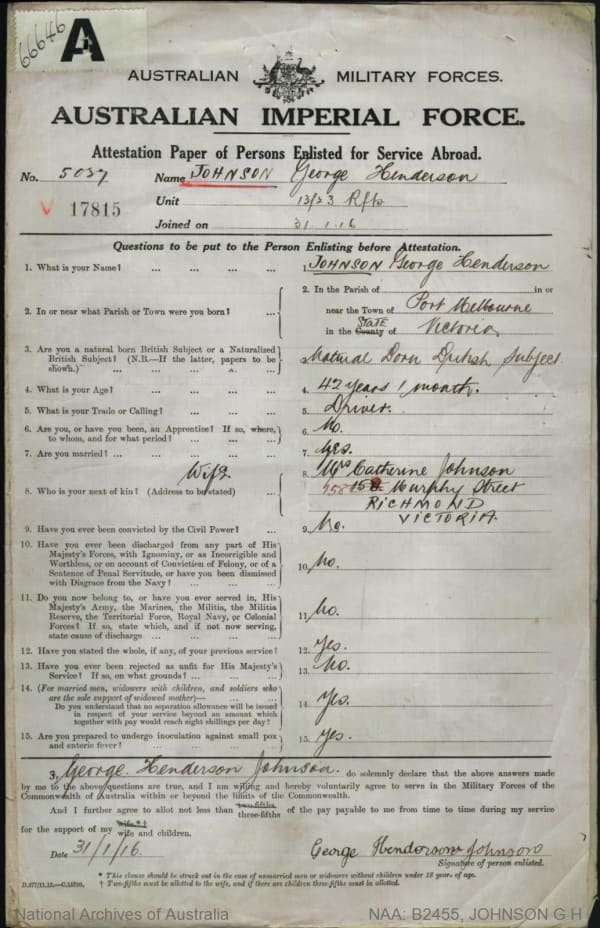 66646
A
AUSTRALIAN MILITARY FORCES.
AUSTRALIAN IMPERIAL FORCE.
Attestation Paper of Persons Enlisted for Service Abroad.
No. 5037 Name JOHNSON George Henderson
V 17815 Unit 13/23 Rfts
Joined on 31.1.16
Questions to be put to the Person Enlisting before Attestation.
1. What is your Name? ... ... ... ... 1. JOHNSON George Henderson
2. In or near what Parish or Town were you born? ... 2. In the Parish of in or
near the Town of Port Melbourne
in the State County of Victoria
3. Are you a natural born British Subject or a Naturalized
British Subject? (N.B.—If the latter, papers to be
shown.) Natural Born British Subject
4. What is your Age? ... ... ... ... 4. 42 years 1 month.
5. What is your Trade or Calling? ... ... ... 5. Driver.
6. Are you, or have you been, an Apprentice? If so, where,
to whom, and for what period? ... ... ... 6. No.
7. Are you married? ... ... ... ... ... 7. Yes.
Wife
8. Who is your next of kin? (Address to be stated) ... 8. Mrs Catherine Johnson
Murphy Street
RICHMOND
VICTORIA.
9. Have you ever been convicted by the Civil Power? ... 9. No.
10. Have you ever been discharged from any part of His
Majesty's Forces, with Ignominy, or as Incorrigible and
Worthless, or on account of Conviction of Felony, or of a
Sentence of Penal Servitude, or have you been dismissed
with Disgrace from the Navy? ... ... ... 10. No.
11. Do you now belong to, or have you ever served in, His
Majesty's Army, the Marines, the Militia, the Militia
Reserve, the Territorial Force, Royal Navy, or Colonial
Forces? If so, state which, and if not now serving,
state cause of discharge ... ... ... ... 11. No.
12. Have you stated the whole, if any, of your previous service? 12. Yes.
13. Have you ever been rejected as unfit for His Majesty's
Service? If so, on what grounds? ... ... ... 13. No.
14. (For married men, widowers with children, and soldiers who
are the sole support of widowed mother)—
Do you understand that no separation allowance will be issued
in respect of your service beyond an amount which
together with pay would reach eight shillings per day? 14. Yes.
15. Are you prepared to undergo inoculation against small pox
and enteric fever? ... ... ... ... 15. Yes.
I, George Henderson Johnson do solemnly declare that the above answers made
by me to the above questions are true, and I am willing and hereby voluntarily agree to serve in the Military Forces of the
Commonwealth of Australia within or beyond the limits of the Commonwealth.
And I further agree to allot not less than two-fifths three-fifths of the pay payable to me from time to time during my service
for the support of my wife*† wife and children.
Date 31/1/16. George Henderson Johnson
Signature of person enlisted.
* This clause should be struck out in the case of unmarried men or widowers without children under 18 year of age.
† Two-fifths must be allotted to the wife, and if there are children three-fifths must be allotted.
National Archives of Australia NAA: B2455, JOHNSON G H